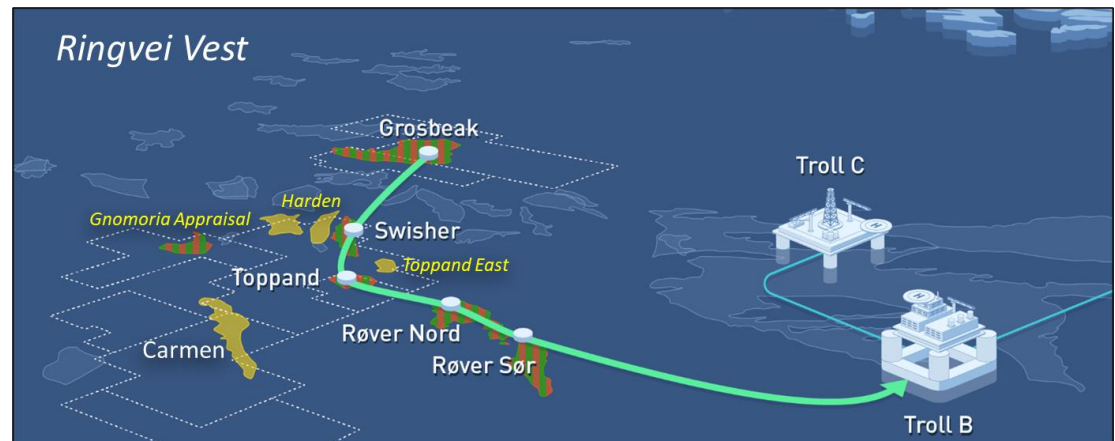 Ringvei Vest
Grosbeak
Troll C
Harden
Gnomoria Appraisal
Swisher
Toppand East
Toppand
Røver Nord
Carmen
Røver Sør
Troll B
H
H